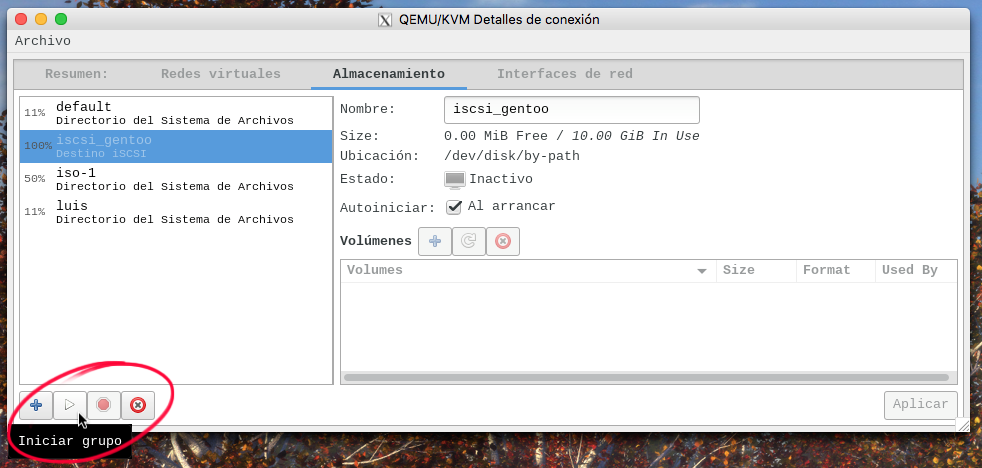 QEMU/KVM Detalles de conexión
Archivo
Resumen: Redes virtuales Almacenamiento Interfaces de red
11% default
Directorio del Sistema de Archivos
100% iscsi_gentoo
Destino iSCSI
50% iso-1
Directorio del Sistema de Archivos
11% luis
Directorio del Sistema de Archivos
Nombre: iscsi_gentoo
Size: 0.00 MiB Free / 10.00 GiB In Use
Ubicación: /dev/disk/by-path
Estado: Inactivo
Autoiniciar: Al arrancar
Volúmenes
Volumes Size Format Used By
Aplicar
Iniciar grupo